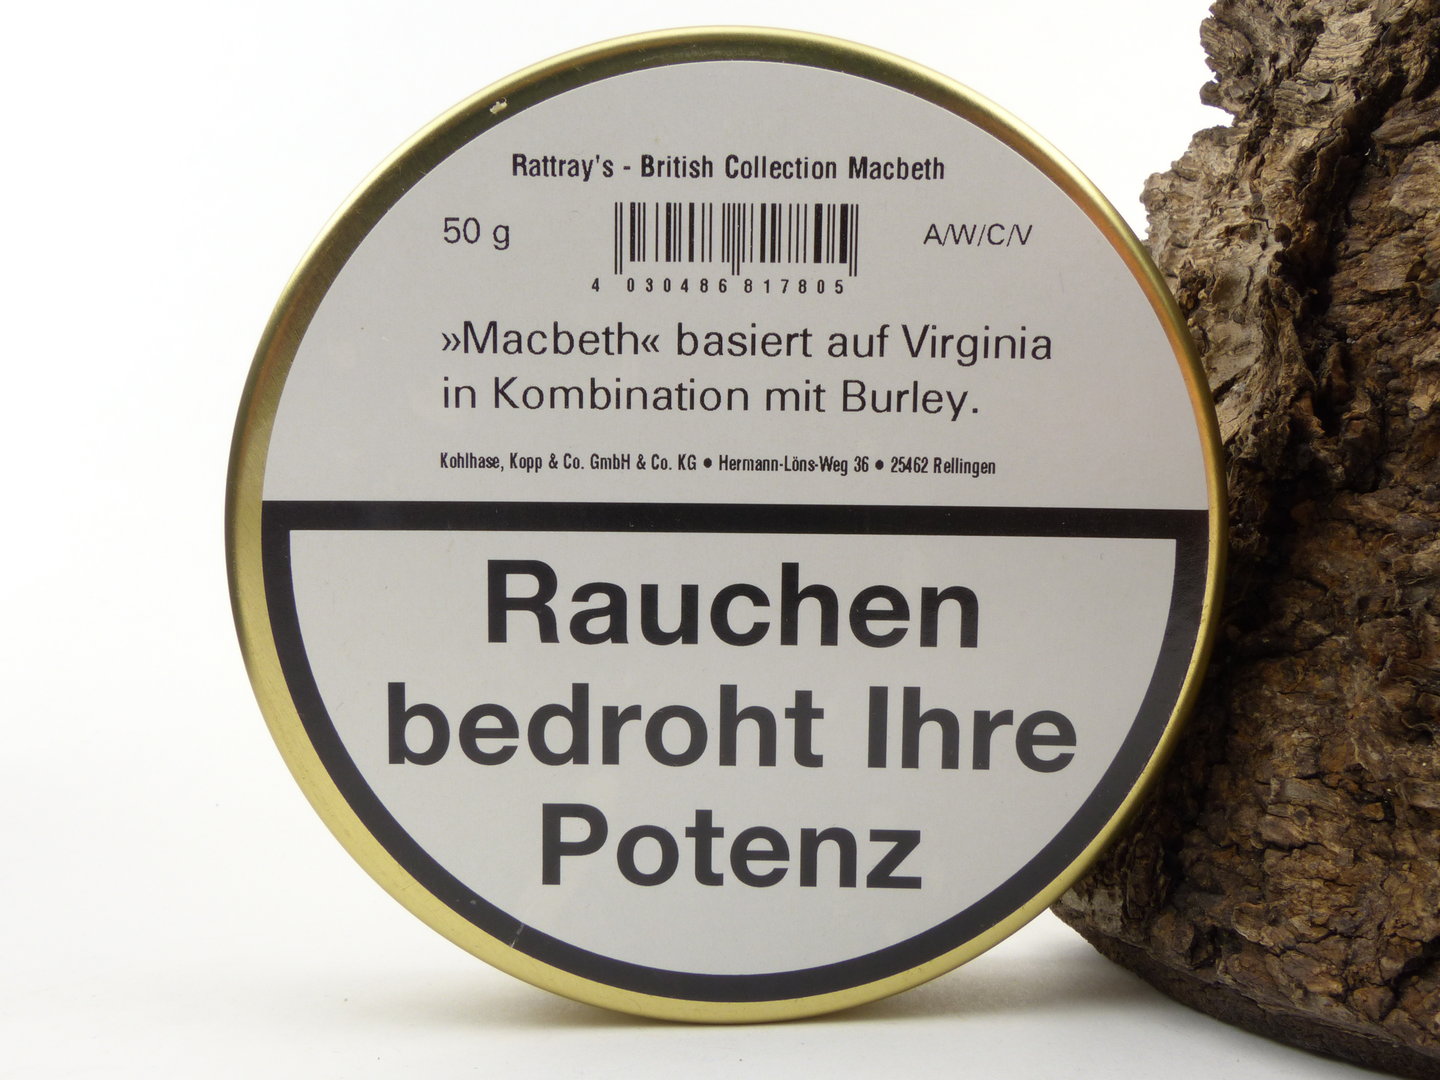 Rattray's - British Collection Macbeth
50 g
A/W/C/V
4 030486 817805
»Macbeth« basiert auf Virginia
in Kombination mit Burley.
Kohlhase, Kopp & Co. GmbH & Co. KG • Hermann-Löns-Weg 36 • 25462 Rellingen
Rauchen
bedroht Ihre
Potenz